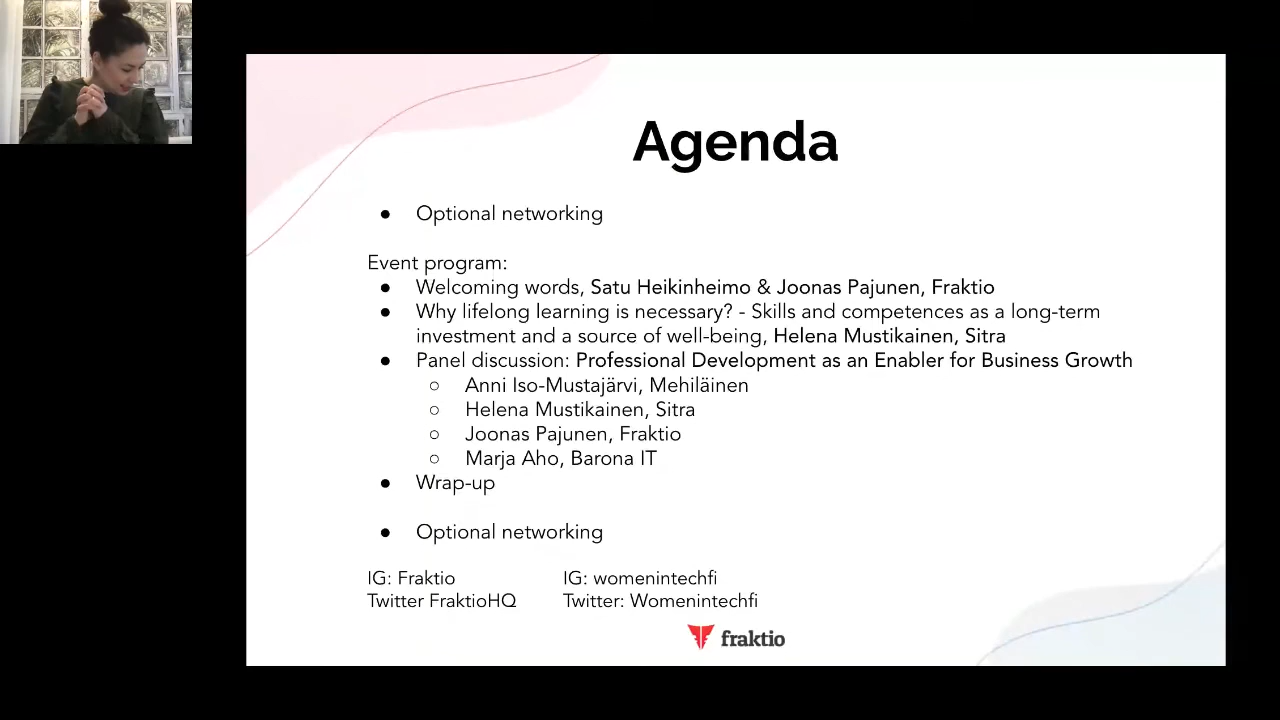 Agenda
● Optional networking
Event program:
● Welcoming words, Satu Heikinheimo & Joonas Pajunen, Fraktio
● Why lifelong learning is necessary? - Skills and competences as a long-term
investment and a source of well-being, Helena Mustikainen, Sitra
● Panel discussion: Professional Development as an Enabler for Business Growth
○ Anni Iso-Mustajärvi, Mehiläinen
○ Helena Mustikainen, Sitra
○ Joonas Pajunen, Fraktio
○ Marja Aho, Barona IT
● Wrap-up
● Optional networking
IG: Fraktio IG: womenintechfi
Twitter FraktioHQ Twitter: Womenintechfi
fraktio